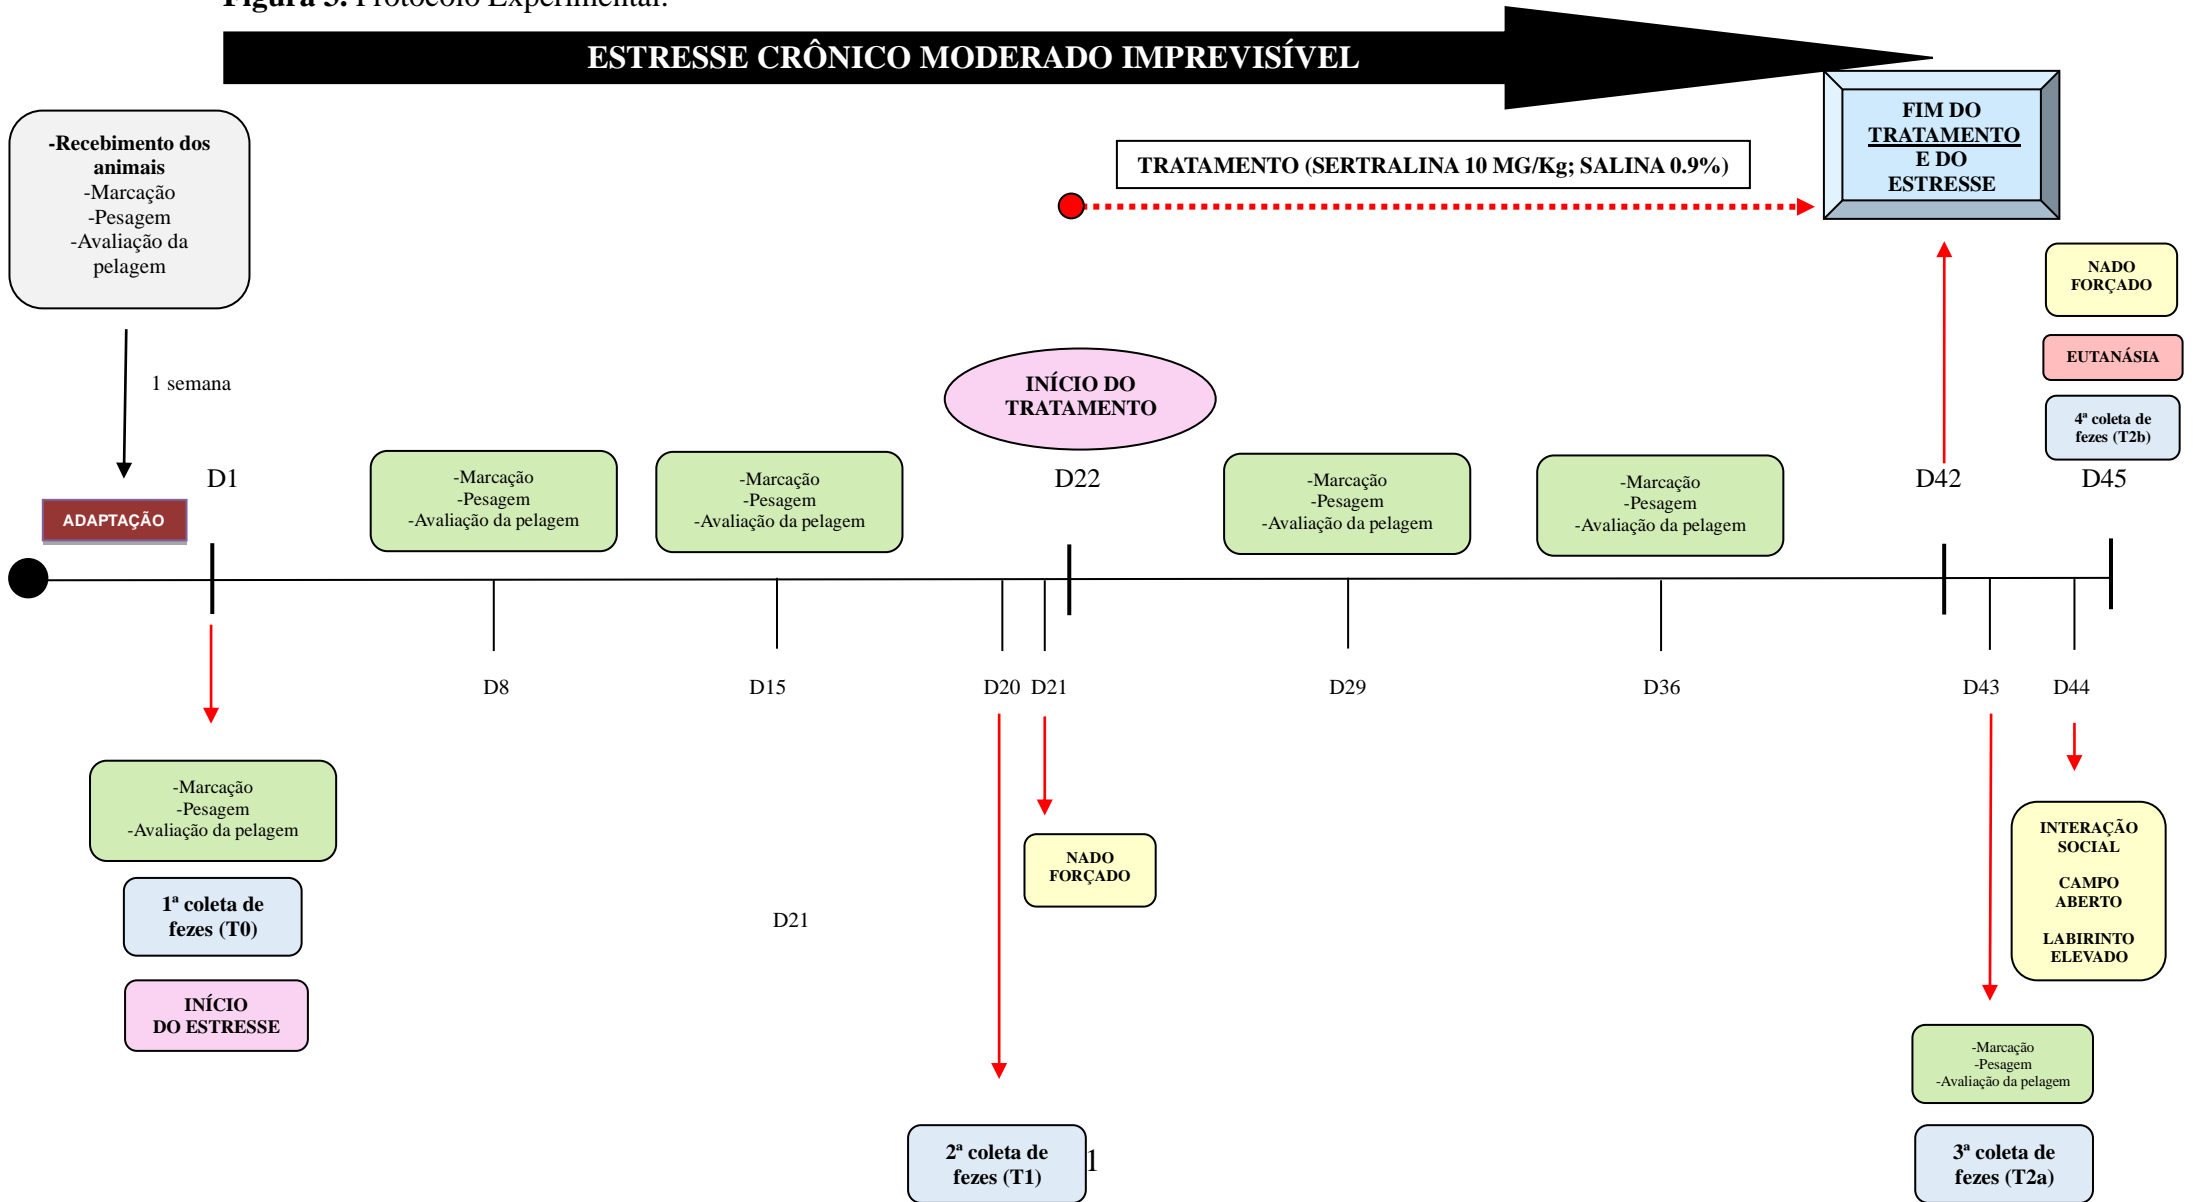 Figura 3. Protocolo Experimental.
ESTRESSE CRÔNICO MODERADO IMPREVISÍVEL
-Recebimento dos
animais
-Marcação
-Pesagem
-Avaliação da
pelagem
TRATAMENTO (SERTRALINA 10 MG/Kg; SALINA 0.9%)
FIM DO
TRATAMENTO
E DO
ESTRESSE
NADO
FORÇADO
EUTANÁSIA
4ª coleta de
fezes (T2b)
1 semana
INÍCIO DO
TRATAMENTO
ADAPTAÇÃO
D1
-Marcação
-Pesagem
-Avaliação da pelagem
-Marcação
-Pesagem
-Avaliação da pelagem
D22
-Marcação
-Pesagem
-Avaliação da pelagem
-Marcação
-Pesagem
-Avaliação da pelagem
D42
D45
D8
D15
D20
D21
D29
D36
D43
D44
-Marcação
-Pesagem
-Avaliação da pelagem
1ª coleta de
fezes (T0)
INÍCIO
DO ESTRESSE
D21
NADO
FORÇADO
INTERAÇÃO
SOCIAL
CAMPO
ABERTO
LABIRINTO
ELEVADO
-Marcação
-Pesagem
-Avaliação da pelagem
2ª coleta de
fezes (T1)
1
3ª coleta de
fezes (T2a)